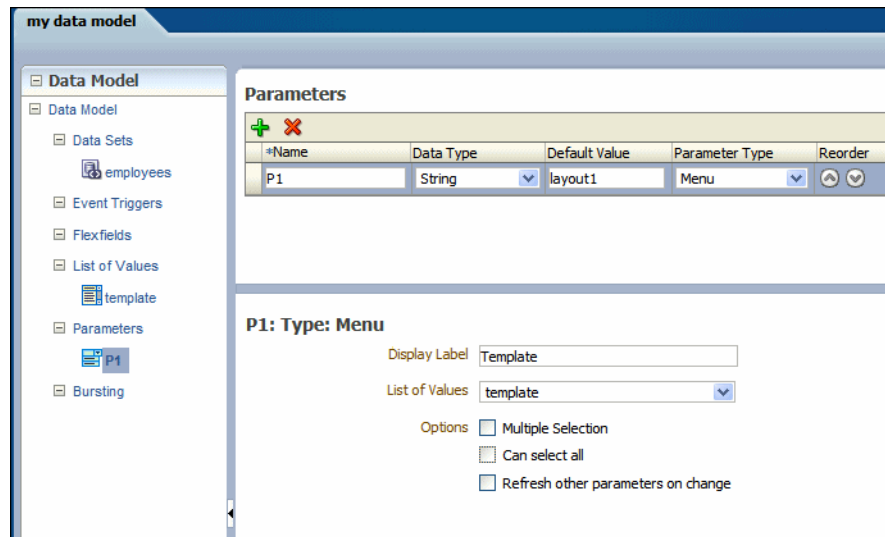 my data model
Data Model
Data Model
Data Sets
employees
Event Triggers
Flexfields
List of Values
template
Parameters
P1
Bursting
Parameters
*Name Data Type Default Value Parameter Type Reorder
P1 String layout1 Menu
P1: Type: Menu
Display Label Template
List of Values template
Options Multiple Selection
Can select all
Refresh other parameters on change